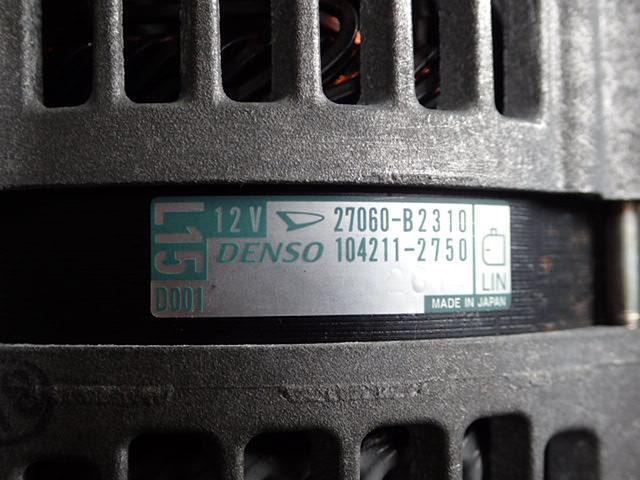 L15
12V 27060-B2310
DENSO 104211-2750
LIN
D001
MADE IN JAPAN